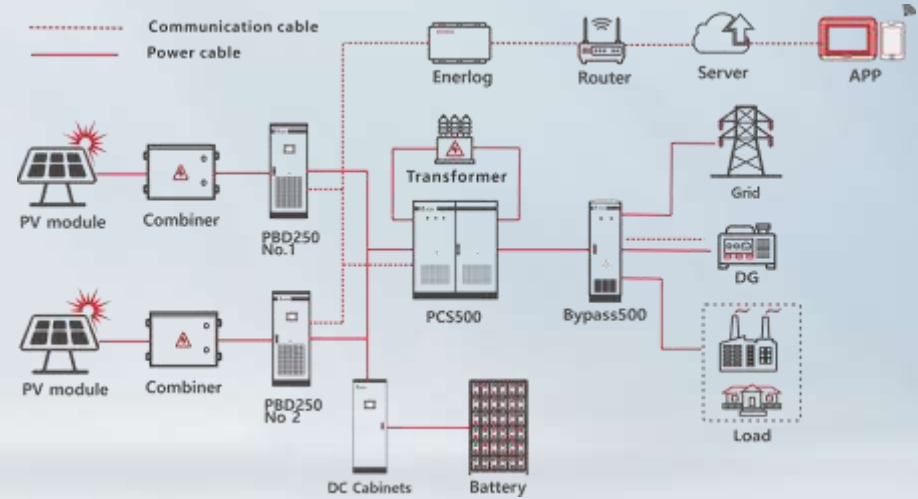 Communication cable
Power cable
Enerlog
Router
Server
APP
Transformer
Grid
PV module
Combiner
PBD250
No.1
PCS500
Bypass500
DG
PV module
Combiner
PBD250
No 2
Load
DC Cabinets
Battery